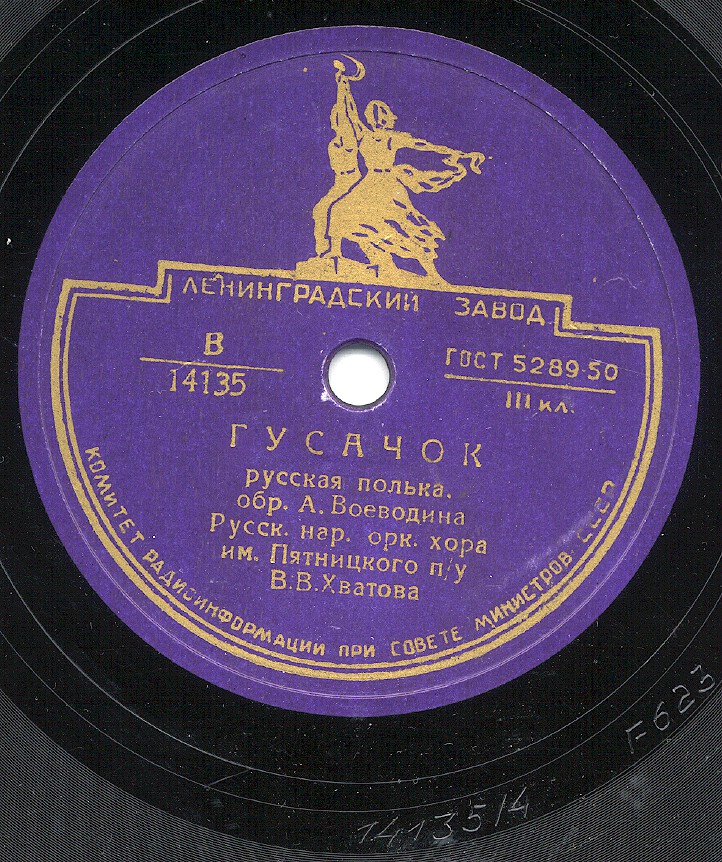 ЛЕНИНГРАДСКИЙ ЗАВОД
В
14135
ГОСТ 5289-50
III кл.
ГУСАЧОК
русская полька.
обр. А. Воеводина
Русск. нар. орк. хора
им. Пятницкого п/у
В.В.Хватова
КОМИТЕТ РАДИОИНФОРМАЦИИ ПРИ СОВЕТЕ МИНИСТРОВ СССР
F623
14135/4